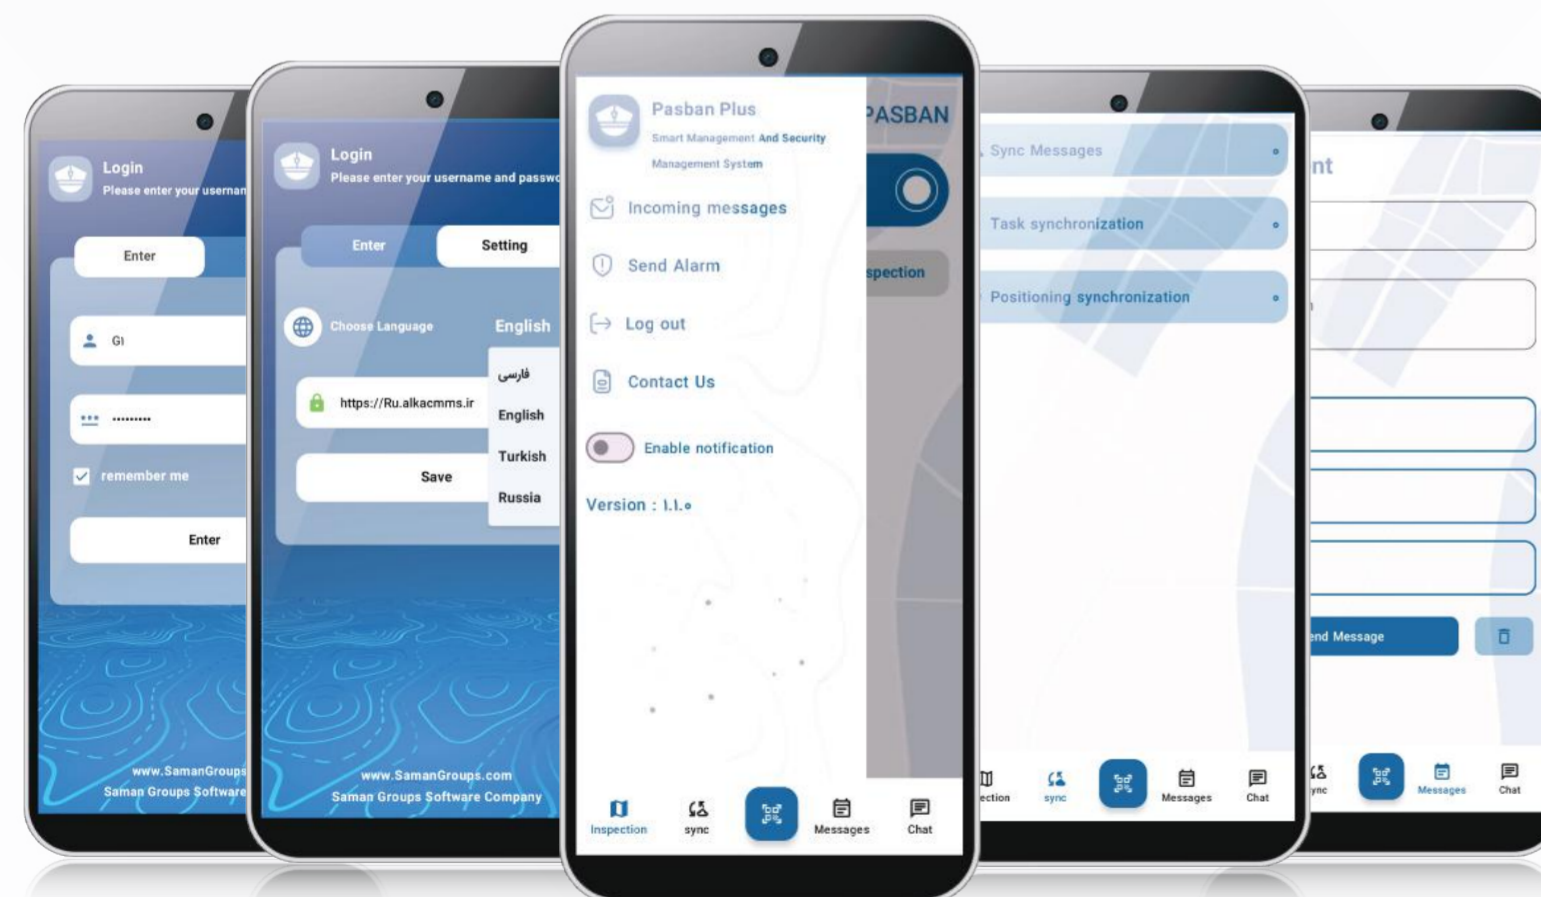 Login
Please enter your usernam
Enter
G۱
remember me
Enter
www.SamanGroups
Saman Groups Software
Login
Please enter your username and passwo
Enter
Setting
Choose Language
English
فارسی
English
Turkish
Russia
https://Ru.alkacmms.ir
Save
www.SamanGroups.com
Saman Groups Software Company
Pasban Plus
Smart Management And Security
Management System
Incoming messages
Send Alarm
Log out
Contact Us
Enable notification
Version : ۱.۱.۰
PASBAN
spection
Inspection
sync
Messages
Chat
Sync Messages
Task synchronization
Positioning synchronization
ection
sync
Messages
Chat
nt
end Message
ync
Messages
Chat